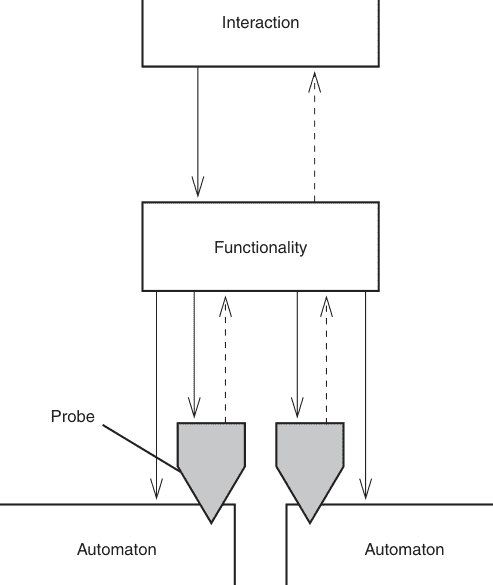 Interaction
Functionality
Probe
Automaton
Automaton